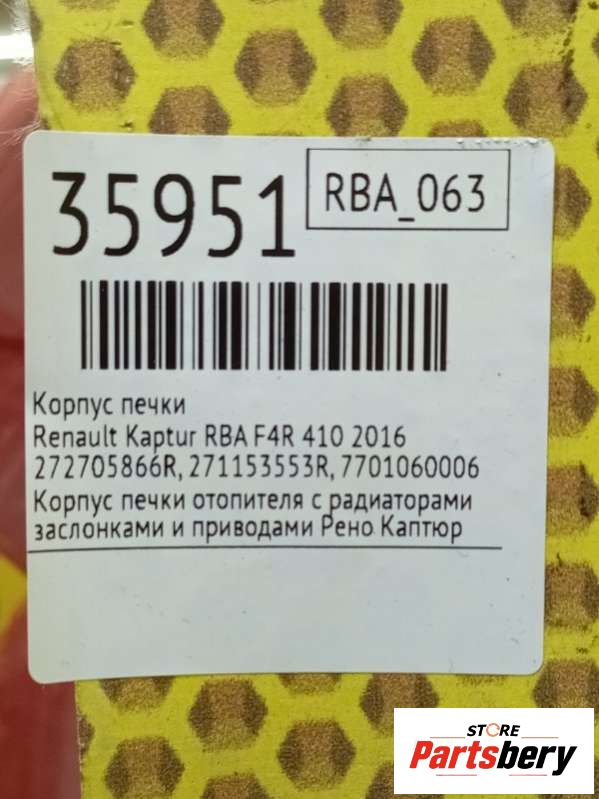 35951
RBA_063
Корпус печки
Renault Kaptur RBA F4R 410 2016
272705866R, 271153553R, 7701060006
Корпус печки отопителя с радиаторами
заслонками и приводами Рено Каптюр
STORE
Partsbery